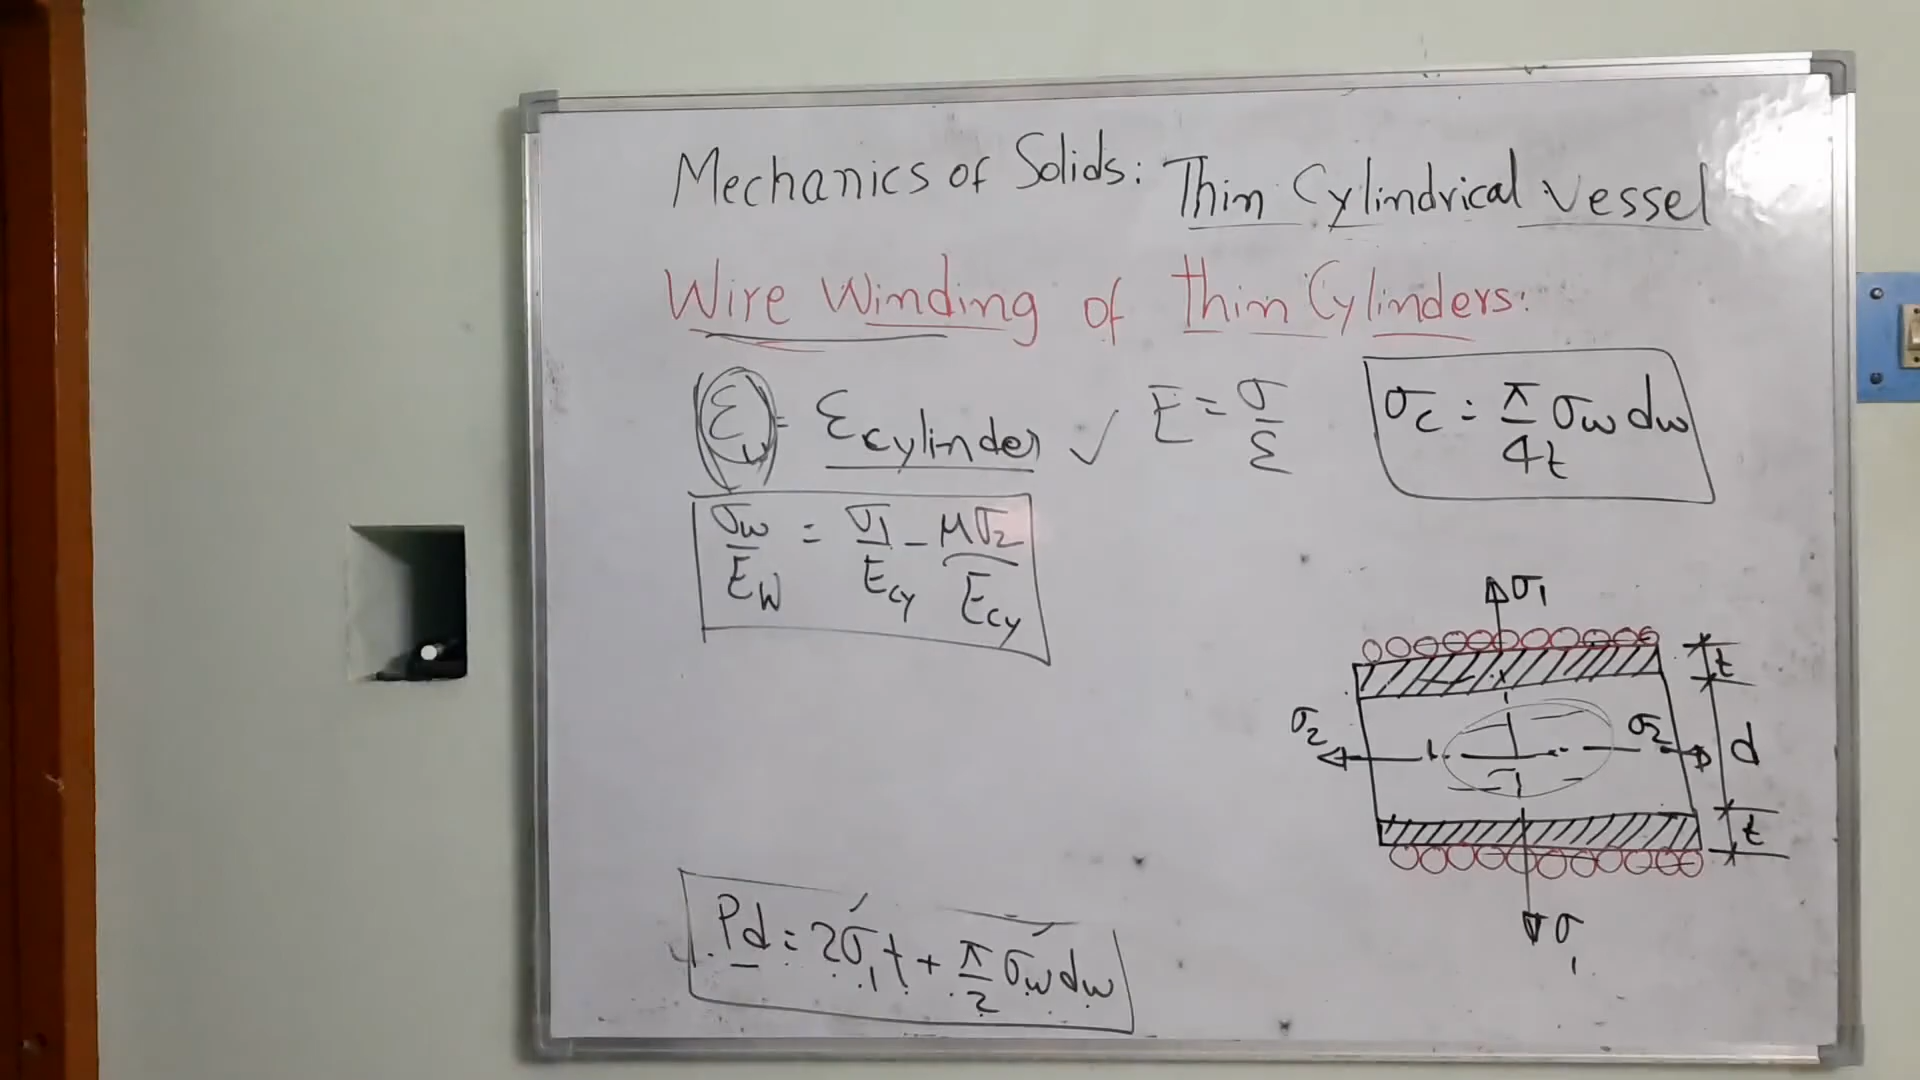 Mechanics of Solids: Thin Cylindrical Vessel
Wire Winding of thin Cylinders:
εw = εcylinder ✓ E = σ/ε
σc = π/4t σw dw
σw/Ew = σ1/Ecy - μσ2/Ecy
σ1
t
σ2 σ2 d
t
σ1
Pd = 2σ1t + π/2 σw dw